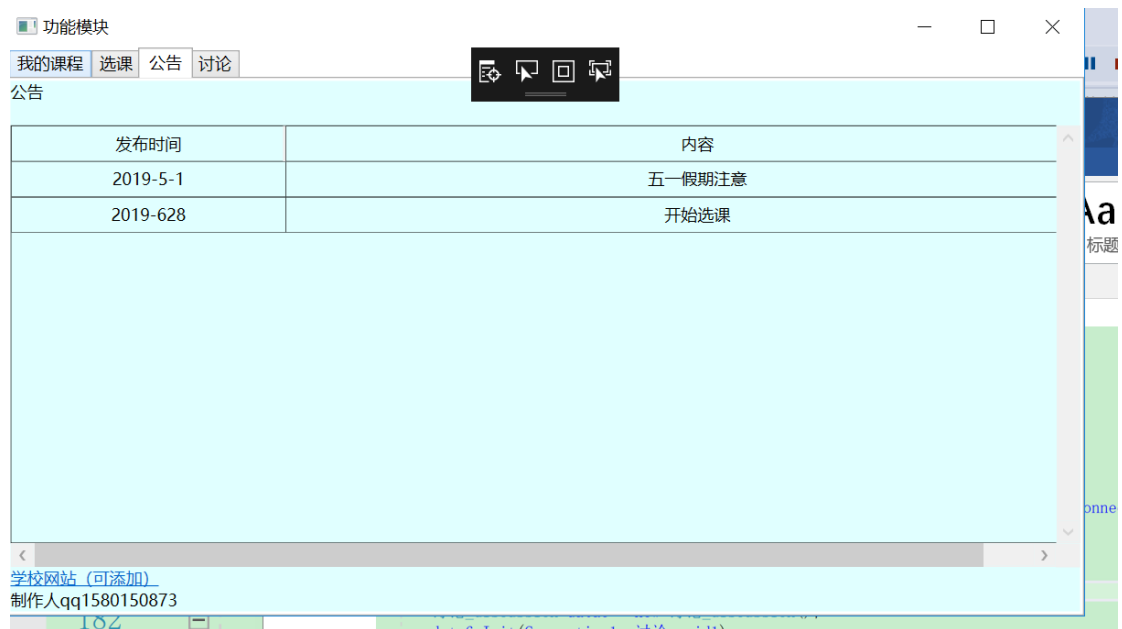 功能模块
我的课程 选课 公告 讨论
公告
发布时间 内容
2019-5-1 五一假期注意
2019-628 开始选课
Aa
标题
onne
学校网站（可添加）
制作人qq1580150873
182